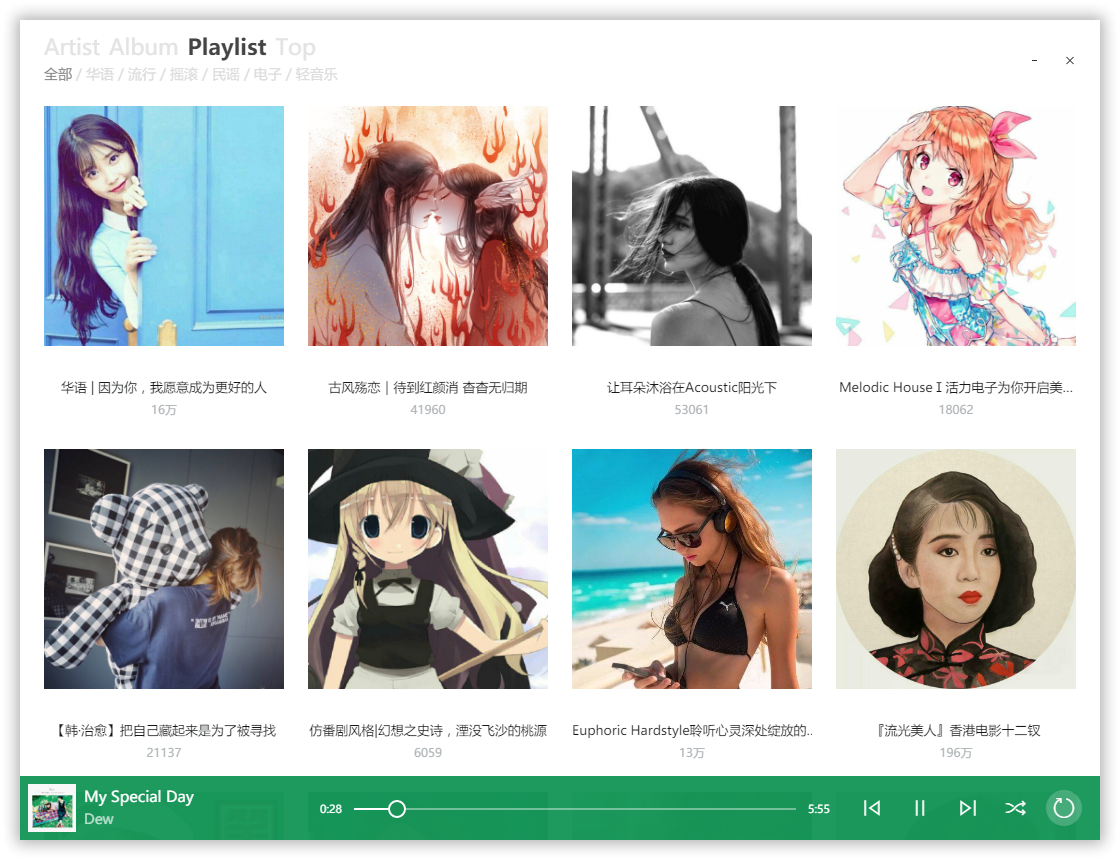 Artist Album Playlist Top
全部 / 华语 / 流行 / 摇滚 / 民谣 / 电子 / 轻音乐
华语 | 因为你，我愿意成为更好的人
16万
古风殇恋｜待到红颜消 杳杳无归期
41960
让耳朵沐浴在Acoustic阳光下
53061
Melodic House I 活力电子为你开启美...
18062
【韩·治愈】把自己藏起来是为了被寻找
21137
仿番剧风格|幻想之史诗，湮没飞沙的桃源
6059
Euphoric Hardstyle聆听心灵深处绽放的..
13万
『流光美人』香港电影十二钗
196万
My Special Day
Dew
0:28
5:55